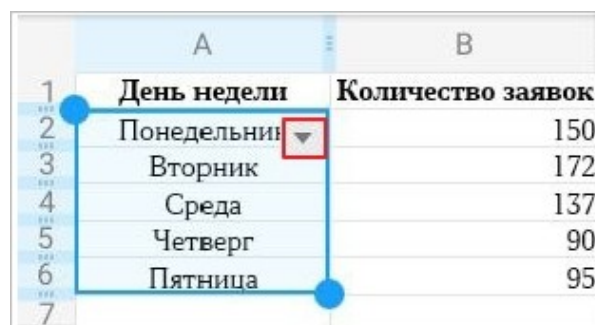 A B
1 День недели Количество заявок
2 Понедельник 150
3 Вторник 172
4 Среда 137
5 Четверг 90
6 Пятница 95
7